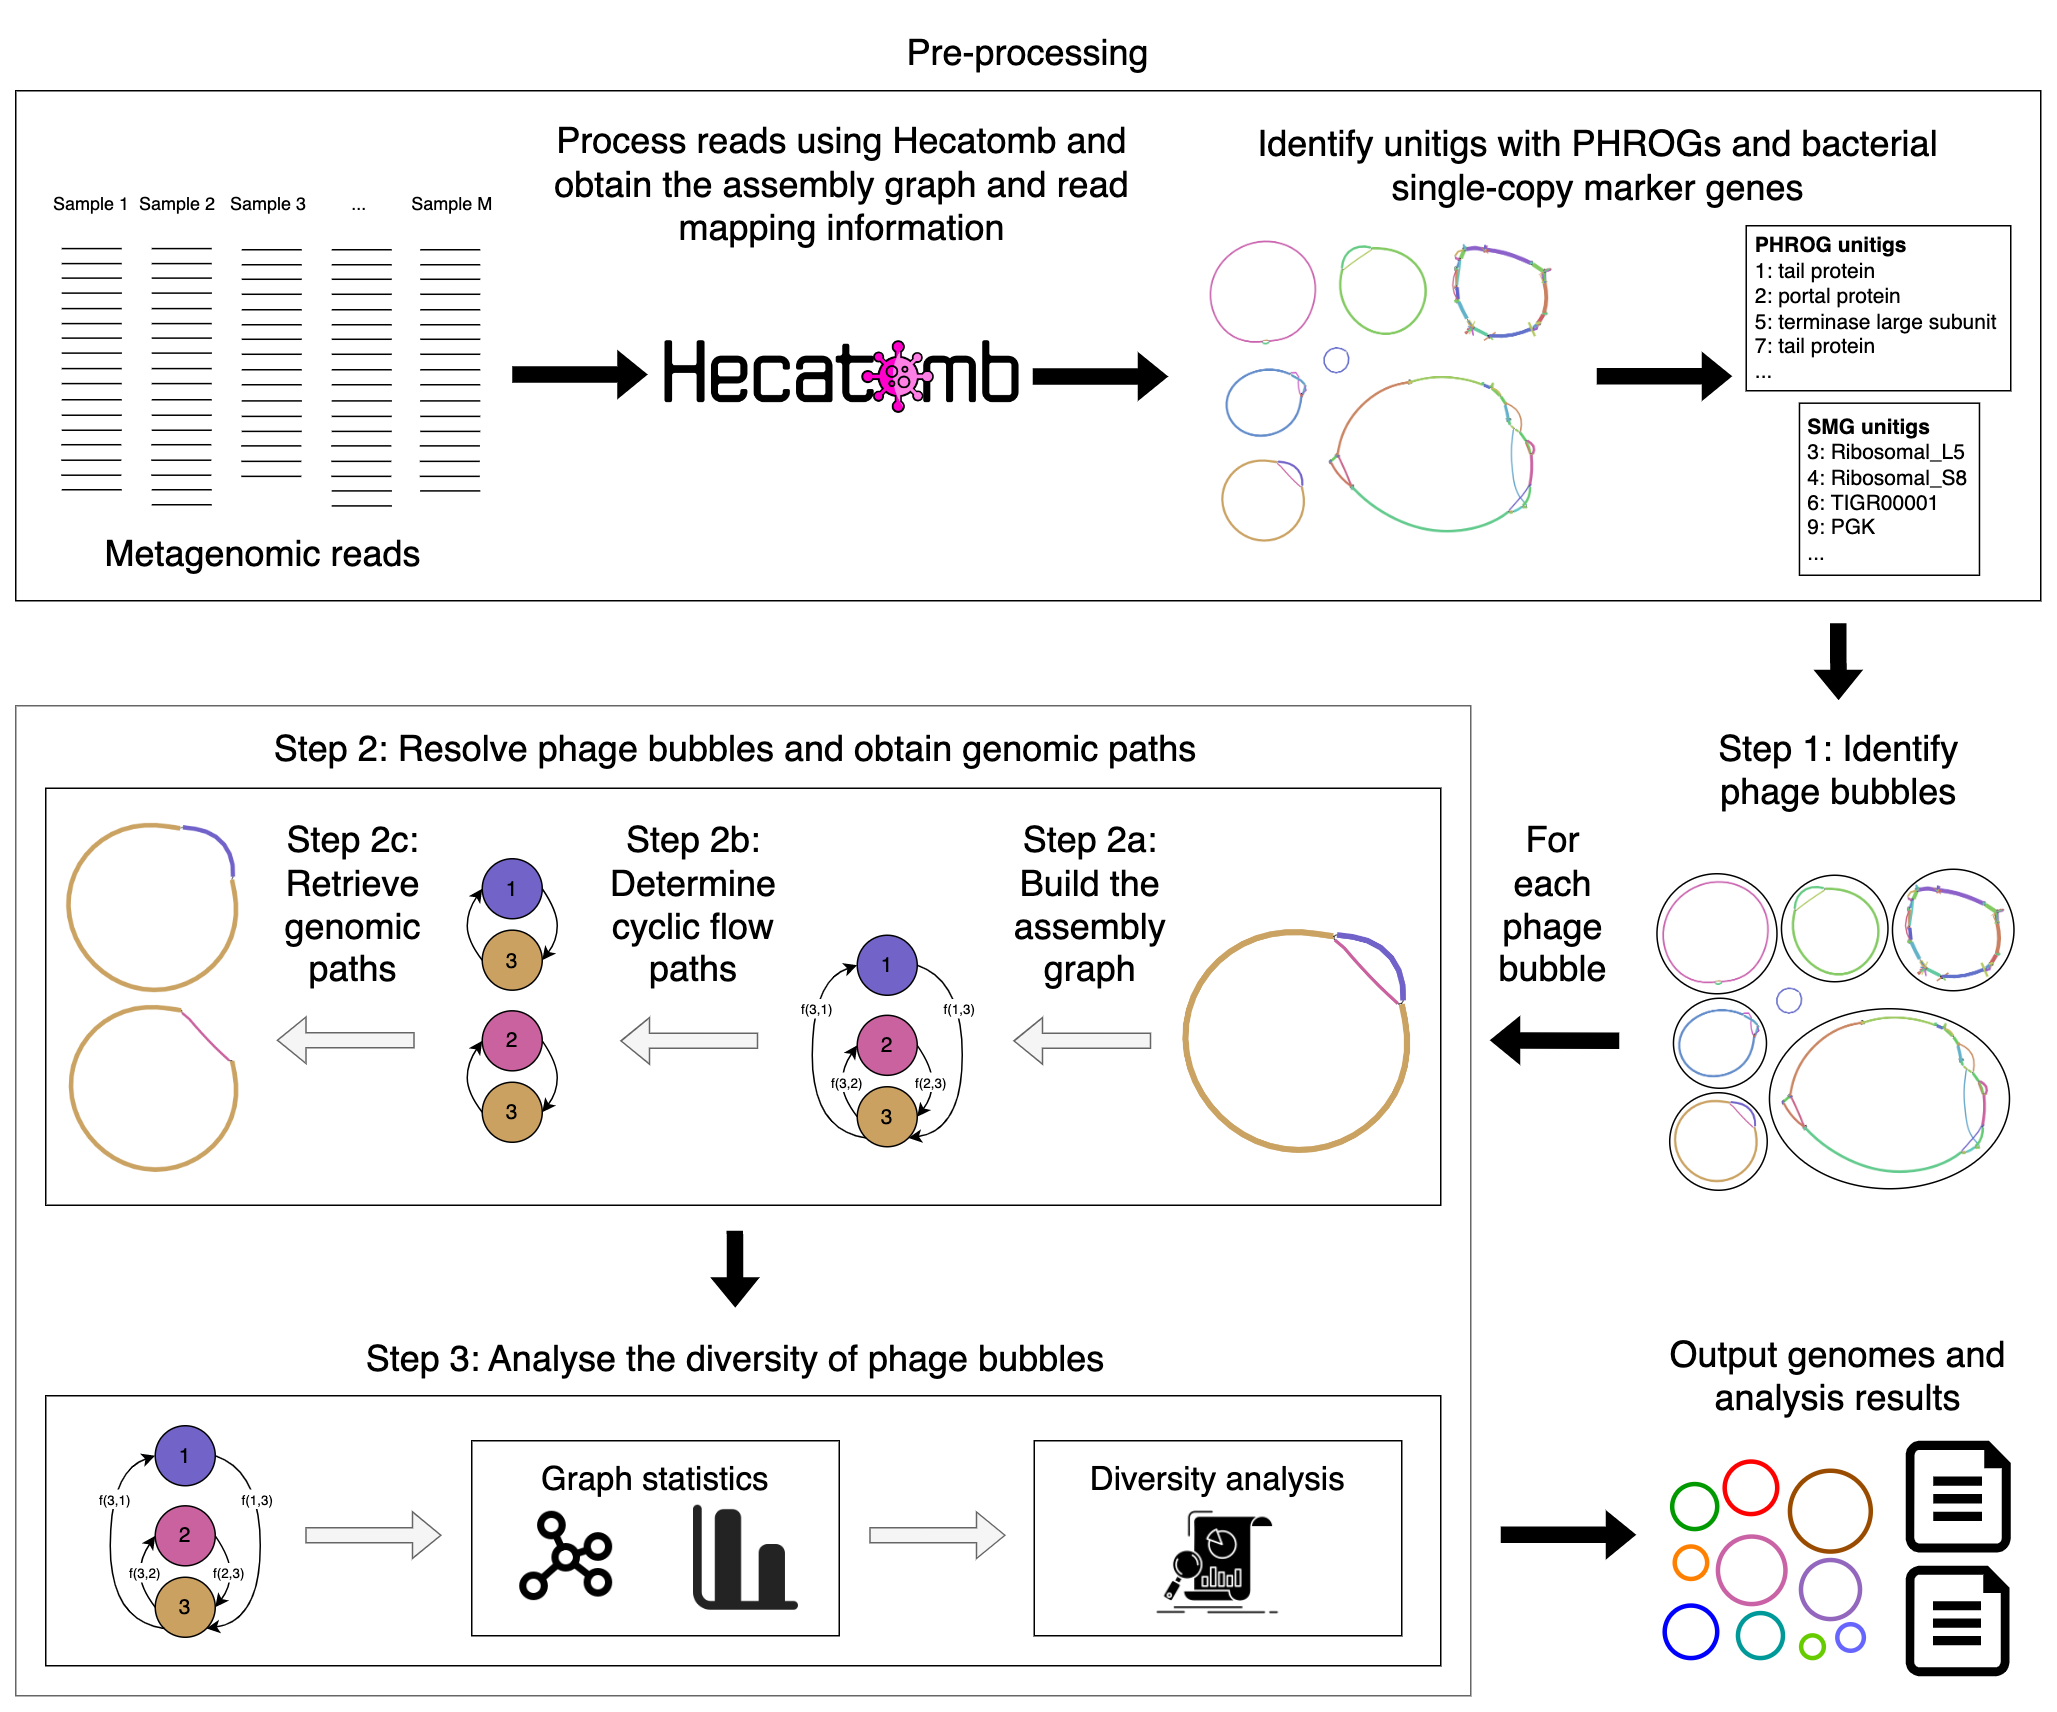 Pre-processing
Sample 1 Sample 2 Sample 3 ... Sample M
Metagenomic reads
Process reads using Hecatomb and
obtain the assembly graph and read
mapping information
Hecatomb
Identify unitigs with PHROGs and bacterial
single-copy marker genes
PHROG unitigs
1: tail protein
2: portal protein
5: terminase large subunit
7: tail protein
...
SMG unitigs
3: Ribosomal_L5
4: Ribosomal_S8
6: TIGR00001
9: PGK
...
Step 1: Identify
phage bubbles
For
each
phage
bubble
Step 2: Resolve phage bubbles and obtain genomic paths
Step 2a:
Build the
assembly
graph
1
2
3
f(3,1)
f(1,3)
f(3,2)
f(2,3)
Step 2b:
Determine
cyclic flow
paths
1
3
2
3
Step 2c:
Retrieve
genomic
paths
Step 3: Analyse the diversity of phage bubbles
1
2
3
f(3,1)
f(1,3)
f(3,2)
f(2,3)
Graph statistics
Diversity analysis
Output genomes and
analysis results